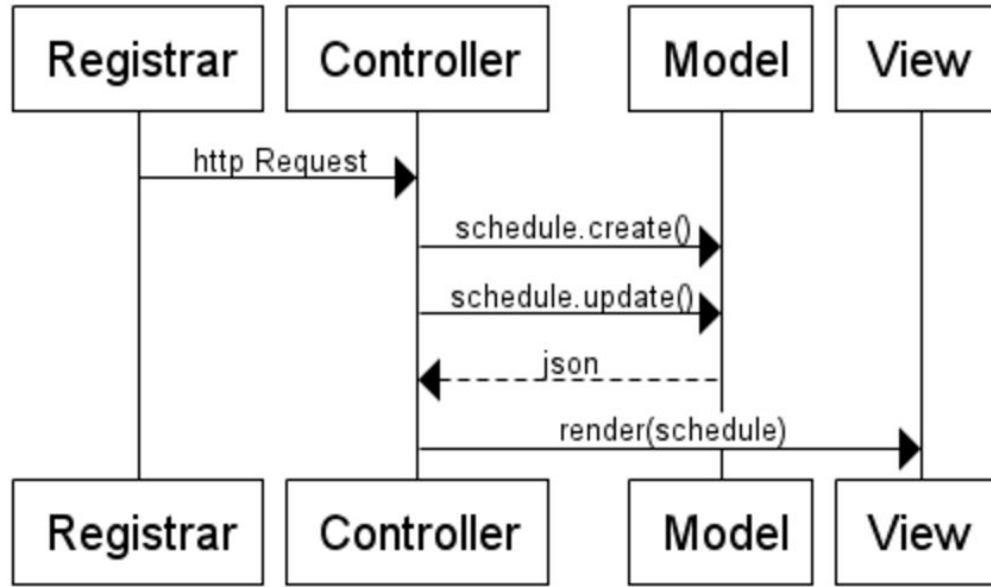 Registrar Controller Model View
http Request
schedule.create()
schedule.update()
json
render(schedule)
Registrar Controller Model View